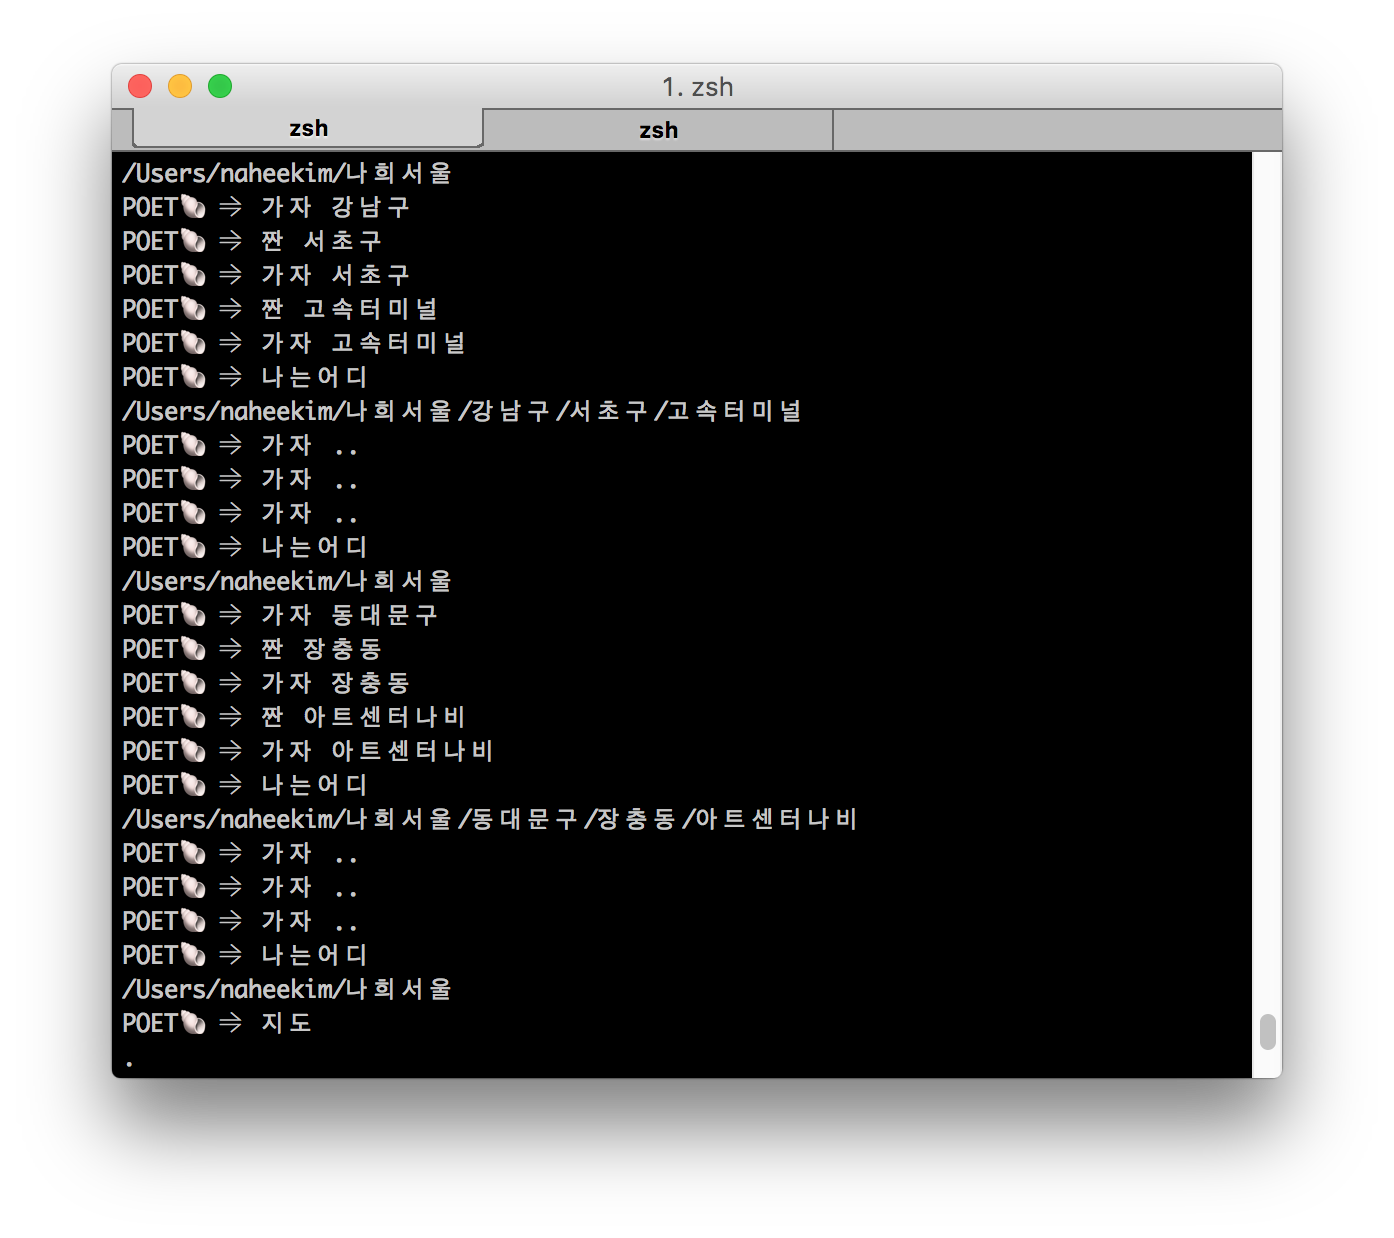 1. zsh
zsh
zsh
/Users/naheekim/나희서울
POET🐚 ⇒ 가자 강남구
POET🐚 ⇒ 짠 서초구
POET🐚 ⇒ 가자 서초구
POET🐚 ⇒ 짠 고속터미널
POET🐚 ⇒ 가자 고속터미널
POET🐚 ⇒ 나는어디
/Users/naheekim/나희서울/강남구/서초구/고속터미널
POET🐚 ⇒ 가자 ..
POET🐚 ⇒ 가자 ..
POET🐚 ⇒ 가자 ..
POET🐚 ⇒ 나는어디
/Users/naheekim/나희서울
POET🐚 ⇒ 가자 동대문구
POET🐚 ⇒ 짠 장충동
POET🐚 ⇒ 가자 장충동
POET🐚 ⇒ 짠 아트센터나비
POET🐚 ⇒ 가자 아트센터나비
POET🐚 ⇒ 나는어디
/Users/naheekim/나희서울/동대문구/장충동/아트센터나비
POET🐚 ⇒ 가자 ..
POET🐚 ⇒ 가자 ..
POET🐚 ⇒ 가자 ..
POET🐚 ⇒ 나는어디
/Users/naheekim/나희서울
POET🐚 ⇒ 지도
.